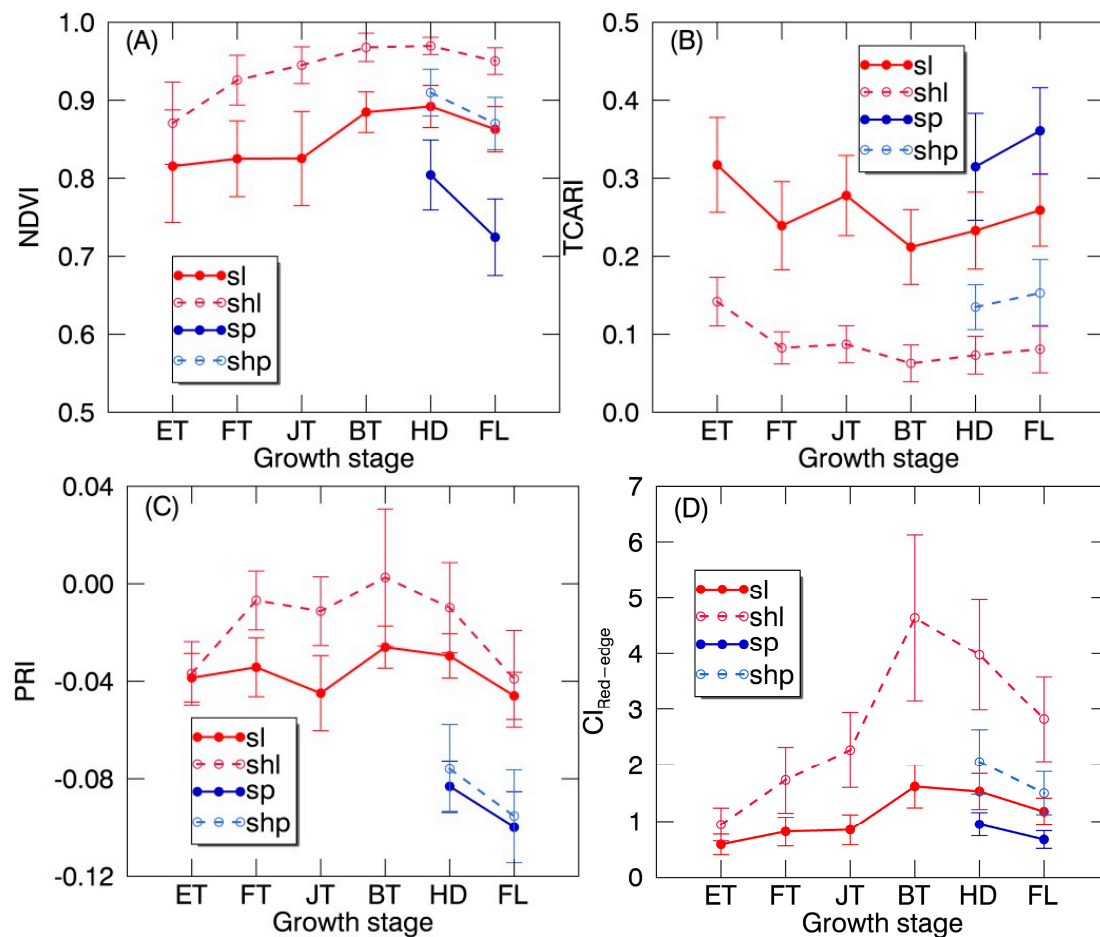 (A)
NDVI
1.0
0.9
0.8
0.7
0.6
0.5
sl
shl
sp
shp
ET FT JT BT HD FL
Growth stage
(B)
TCARI
0.5
0.4
0.3
0.2
0.1
0.0
sl
shl
sp
shp
ET FT JT BT HD FL
Growth stage
(C)
PRI
0.04
0.00
-0.04
-0.08
-0.12
sl
shl
sp
shp
ET FT JT BT HD FL
Growth stage
(D)
CI Red-edge
7
6
5
4
3
2
1
0
sl
shl
sp
shp
ET FT JT BT HD FL
Growth stage